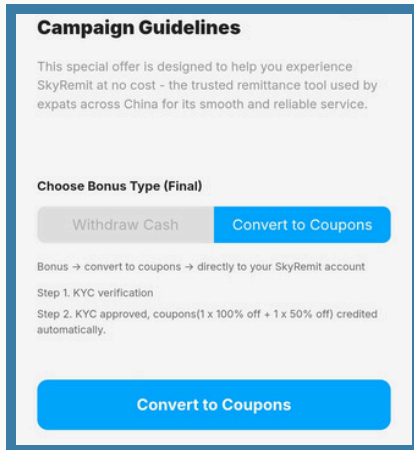 Campaign Guidelines
This special offer is designed to help you experience
SkyRemit at no cost - the trusted remittance tool used by
expats across China for its smooth and reliable service.
Choose Bonus Type (Final)
Withdraw Cash
Convert to Coupons
Bonus → convert to coupons → directly to your SkyRemit account
Step 1. KYC verification
Step 2. KYC approved, coupons(1 x 100% off + 1 x 50% off) credited
automatically.
Convert to Coupons